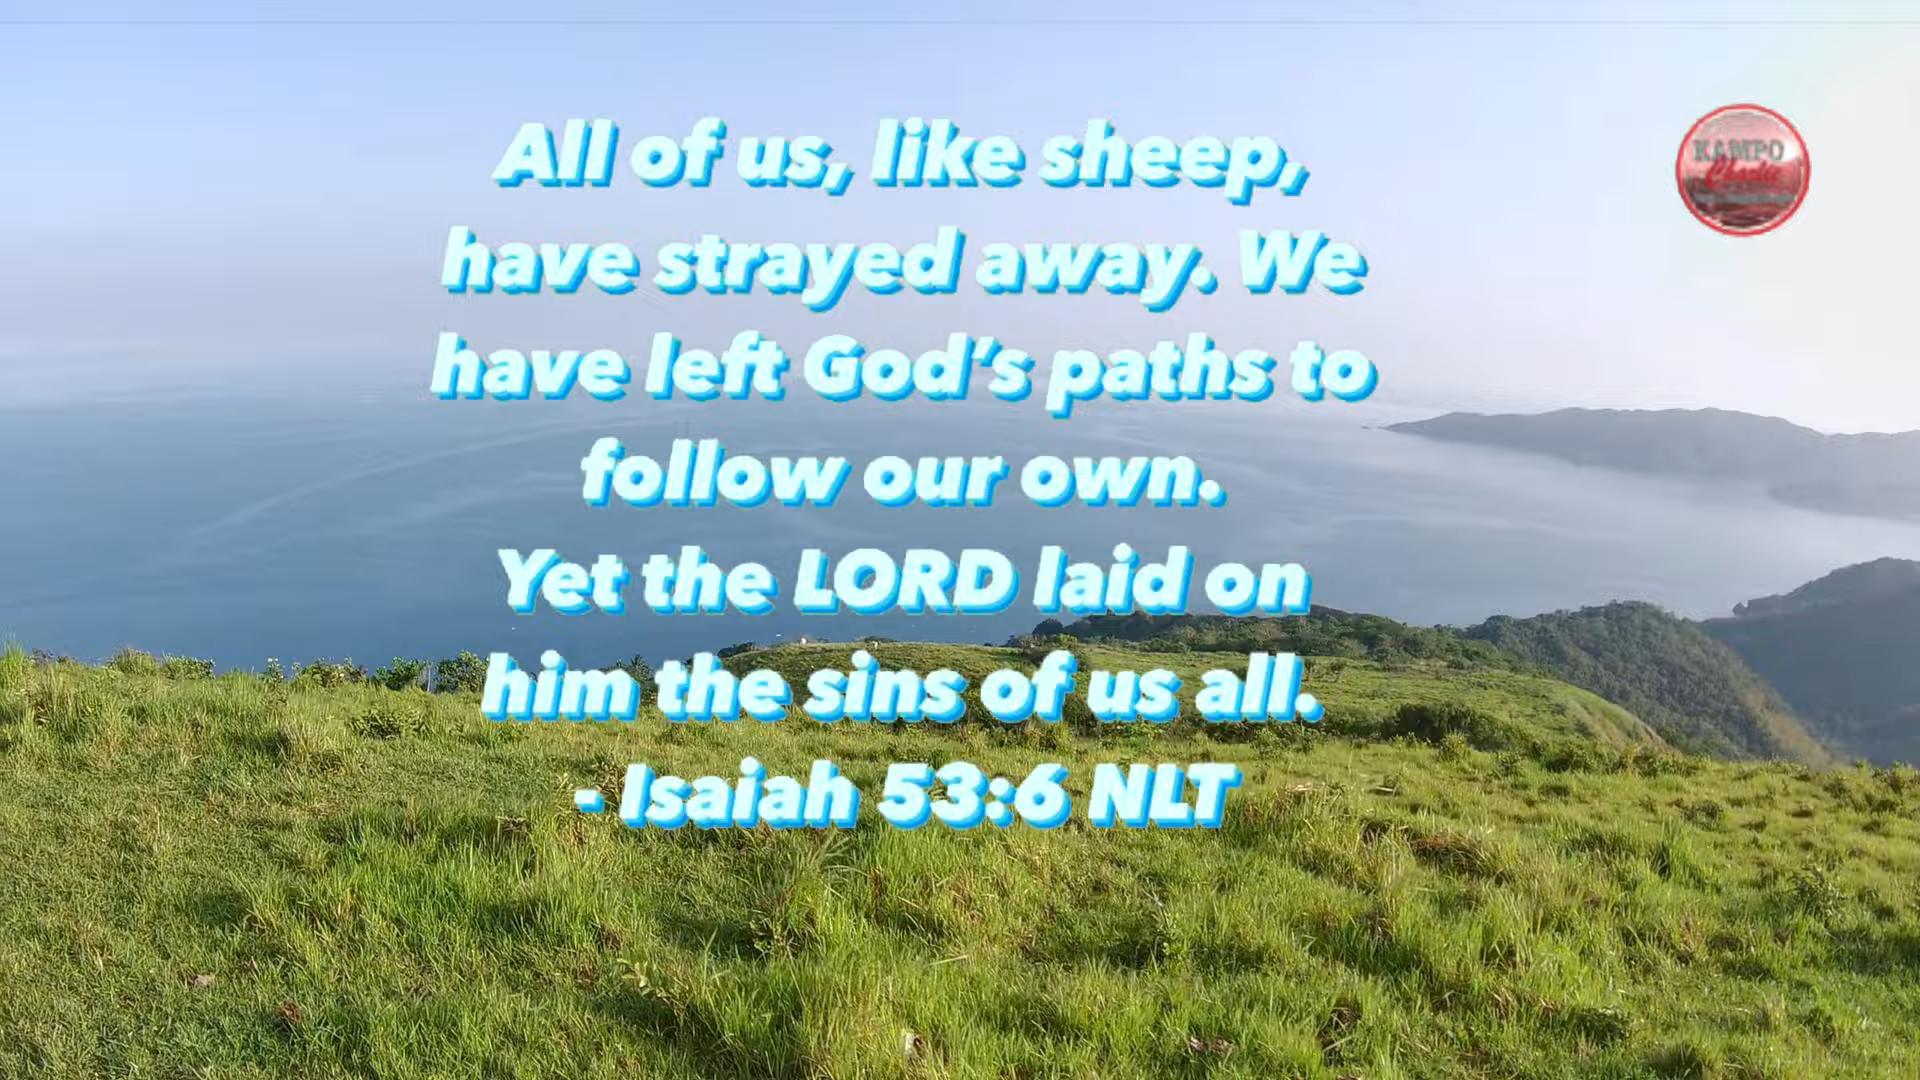 All of us, like sheep,
have strayed away. We
have left God’s paths to
follow our own.
Yet the LORD laid on
him the sins of us all.
- Isaiah 53:6 NLT
KAMPO
Charlie